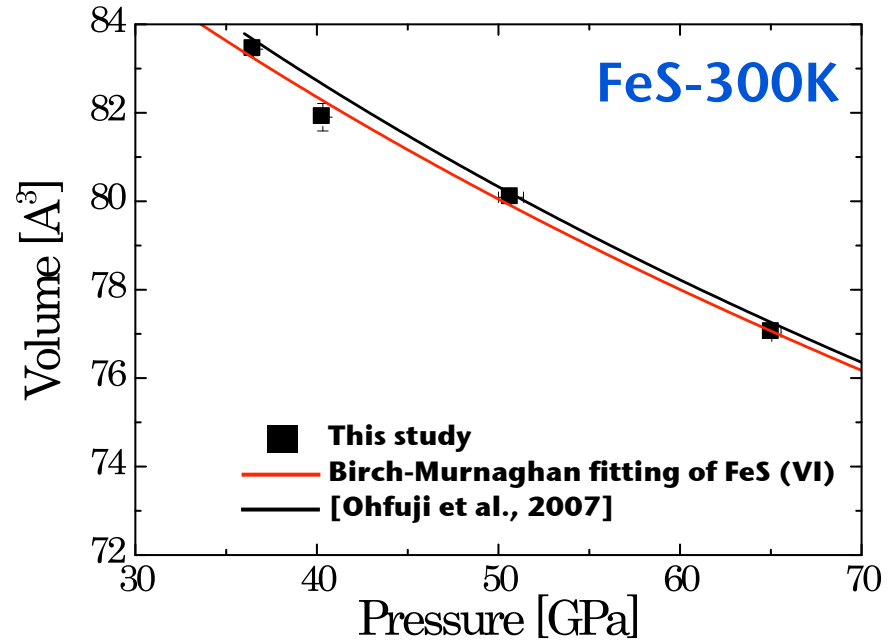 FeS-300K
Volume [A³]
84
82
80
78
76
74
72
This study
Birch-Murnaghan fitting of FeS (VI)
[Ohfuji et al., 2007]
30 40 50 60 70
Pressure [GPa]